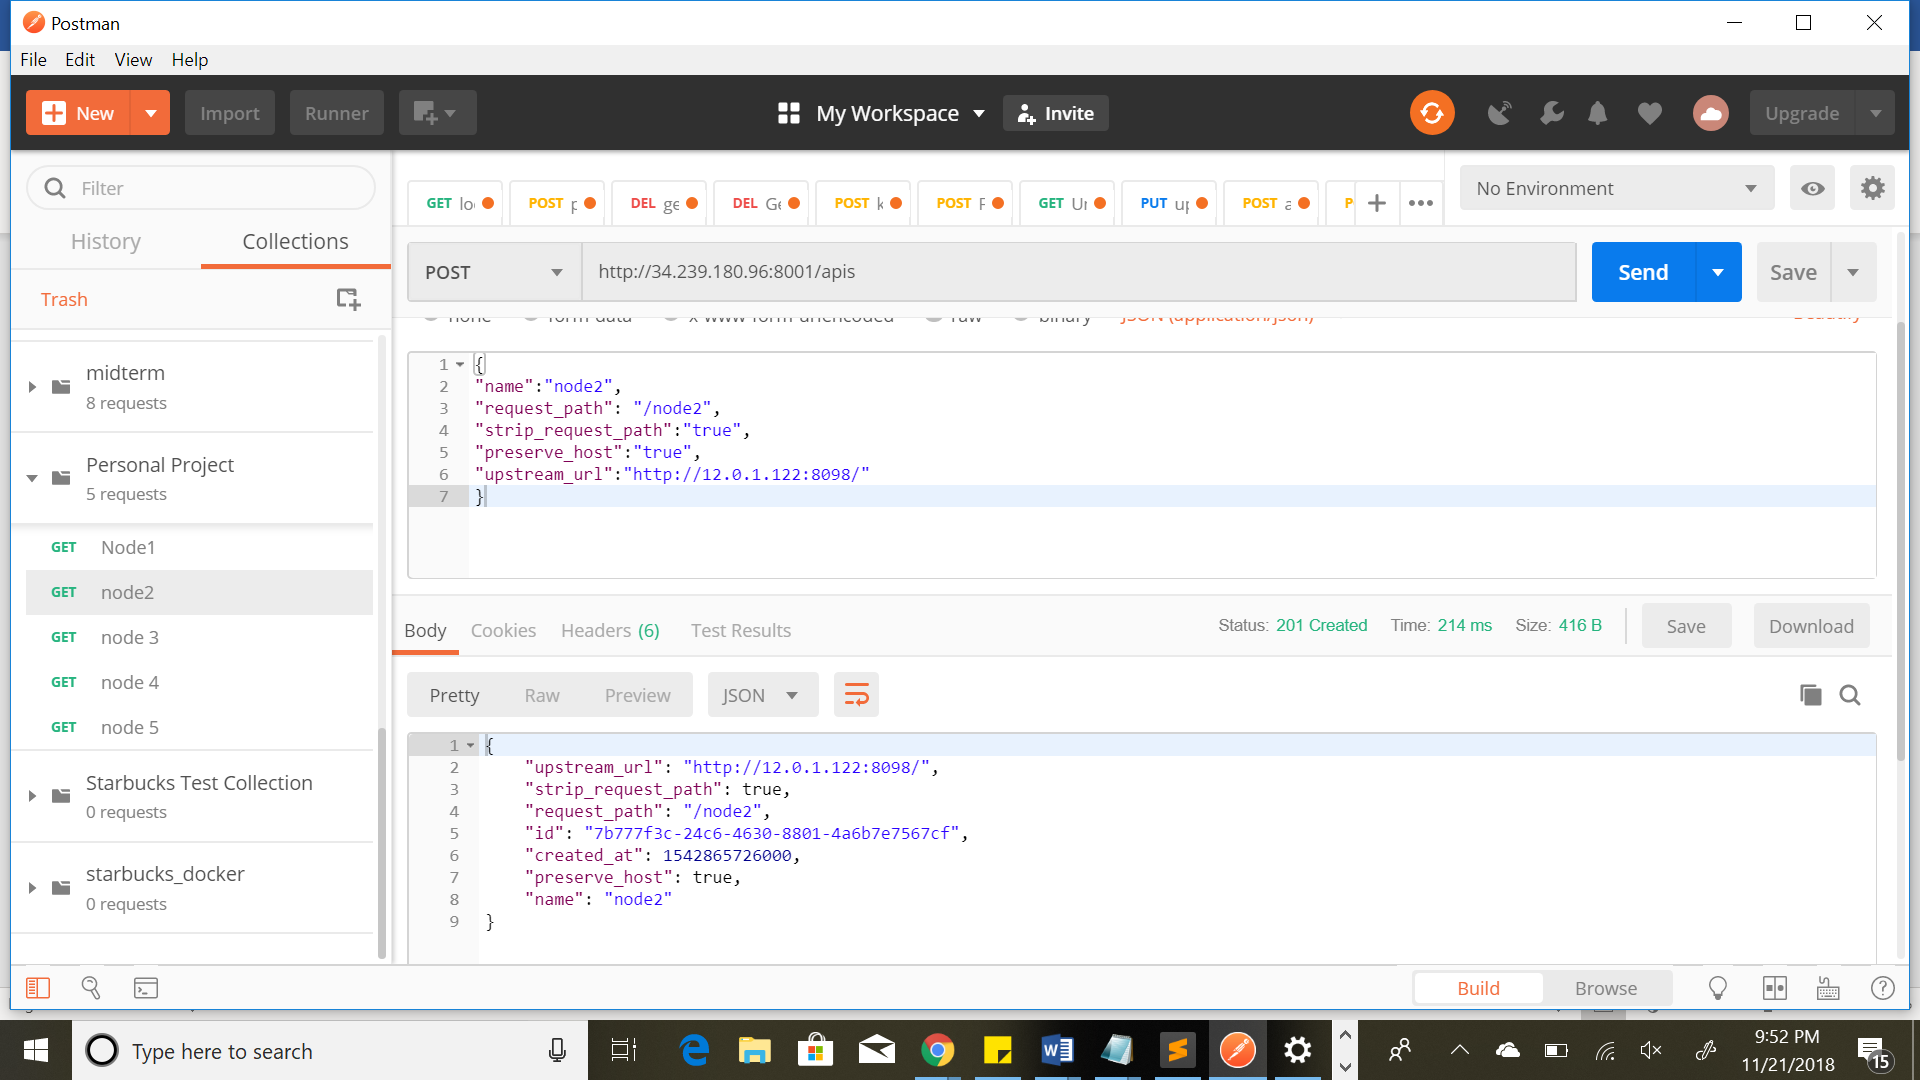 Postman
File Edit View Help
New Import Runner My Workspace Invite Upgrade
Filter
History Collections
Trash
midterm
8 requests
Personal Project
5 requests
GET Node1
GET node2
GET node 3
GET node 4
GET node 5
Starbucks Test Collection
0 requests
starbucks_docker
0 requests
GET POST DEL ge DEL Ge POST k POST GET PUT up POST a P
No Environment
POST http://34.239.180.96:8001/apis Send Save
none form-data x-www-form-urlencoded raw binary JSON (application/json) Beautify
1 {
2 "name":"node2",
3 "request_path": "/node2",
4 "strip_request_path":"true",
5 "preserve_host":"true",
6 "upstream_url":"http://12.0.1.122:8098/"
7 }
Body Cookies Headers (6) Test Results Status: 201 Created Time: 214 ms Size: 416 B Save Download
Pretty Raw Preview JSON
1 {
2 "upstream_url": "http://12.0.1.122:8098/",
3 "strip_request_path": true,
4 "request_path": "/node2",
5 "id": "7b777f3c-24c6-4630-8801-4a6b7e7567cf",
6 "created_at": 1542865726000,
7 "preserve_host": true,
8 "name": "node2"
9 }
Build Browse
Type here to search
9:52 PM
11/21/2018
15